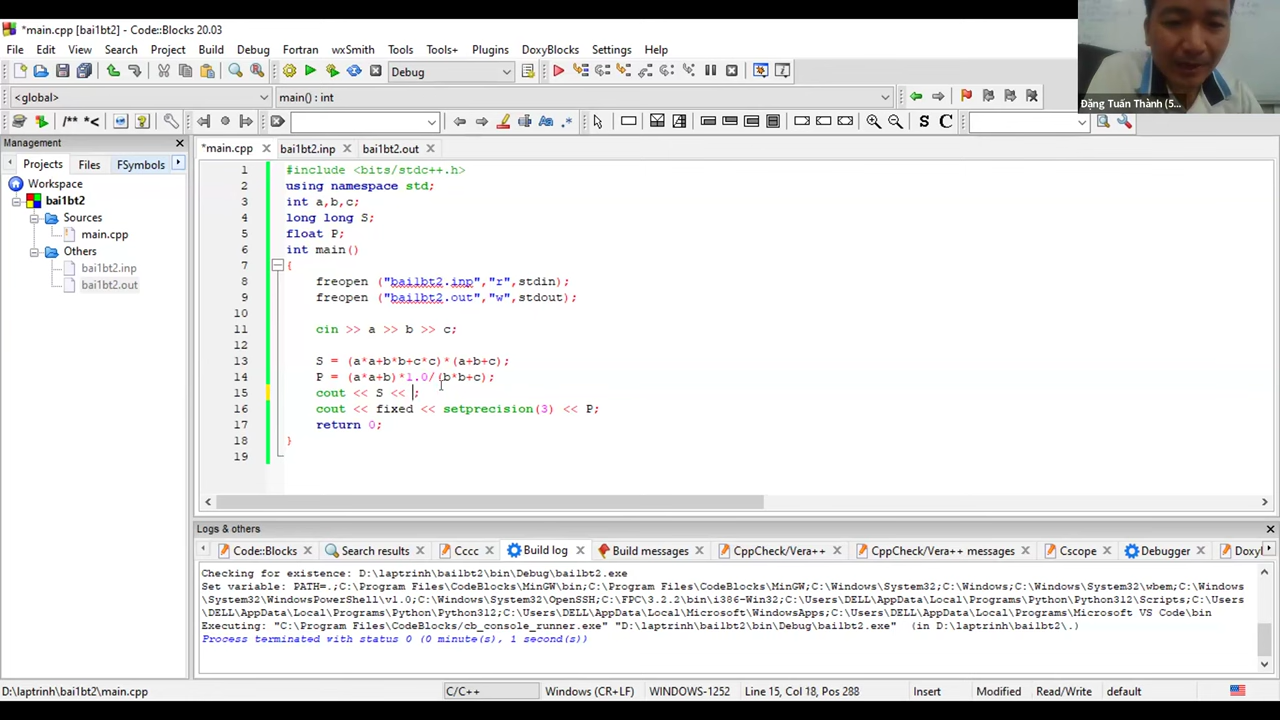 *main.cpp [bai1bt2] - Code::Blocks 20.03
File Edit View Search Project Build Debug Fortran wxSmith Tools Tools+ Plugins DoxyBlocks Settings Help
Debug
<global> main() : int
Đặng Tuấn Thành (5...
/** *< S C
Management
Projects Files FSymbols
*main.cpp bai1bt2.inp bai1bt2.out
Workspace
bai1bt2
Sources
main.cpp
Others
bai1bt2.inp
bai1bt2.out
1 #include <bits/stdc++.h>
2 using namespace std;
3 int a,b,c;
4 long long S;
5 float P;
6 int main()
7 {
8 freopen ("bai1bt2.inp","r",stdin);
9 freopen ("bai1bt2.out","w",stdout);
10
11 cin >> a >> b >> c;
12
13 S = (a*a+b*b+c*c)*(a+b+c);
14 P = (a*a+b)*1.0/(b*b+c);
15 cout << S << ;
16 cout << fixed << setprecision(3) << P;
17 return 0;
18 }
19
Logs & others
Code::Blocks Search results Cccc Build log Build messages CppCheck/Vera++ CppCheck/Vera++ messages Cscope Debugger Doxy
Checking for existence: D:\laptrinh\bai1bt2\bin\Debug\bai1bt2.exe
Set variable: PATH=.;C:\Program Files\CodeBlocks\MinGW\bin;C:\Program Files\CodeBlocks\MinGW;C:\Windows\System32;C:\Windows;C:\Windows\System32\wbem;C:\Windows
\System32\WindowsPowerShell\v1.0;C:\Windows\System32\OpenSSH;C:\FPC\3.2.2\bin\i386-Win32;C:\Users\DELL\AppData\Local\Programs\Python\Python312\Scripts;C:\Users
\DELL\AppData\Local\Programs\Python\Python312;C:\Users\DELL\AppData\Local\Microsoft\WindowsApps;C:\Users\DELL\AppData\Local\Programs\Microsoft VS Code\bin
Executing: "C:\Program Files\CodeBlocks/cb_console_runner.exe" "D:\laptrinh\bai1bt2\bin\Debug\bai1bt2.exe" (in D:\laptrinh\bai1bt2\.)
Process terminated with status 0 (0 minute(s), 1 second(s))
D:\laptrinh\bai1bt2\main.cpp C/C++ Windows (CR+LF) WINDOWS-1252 Line 15, Col 18, Pos 288 Insert Modified Read/Write default